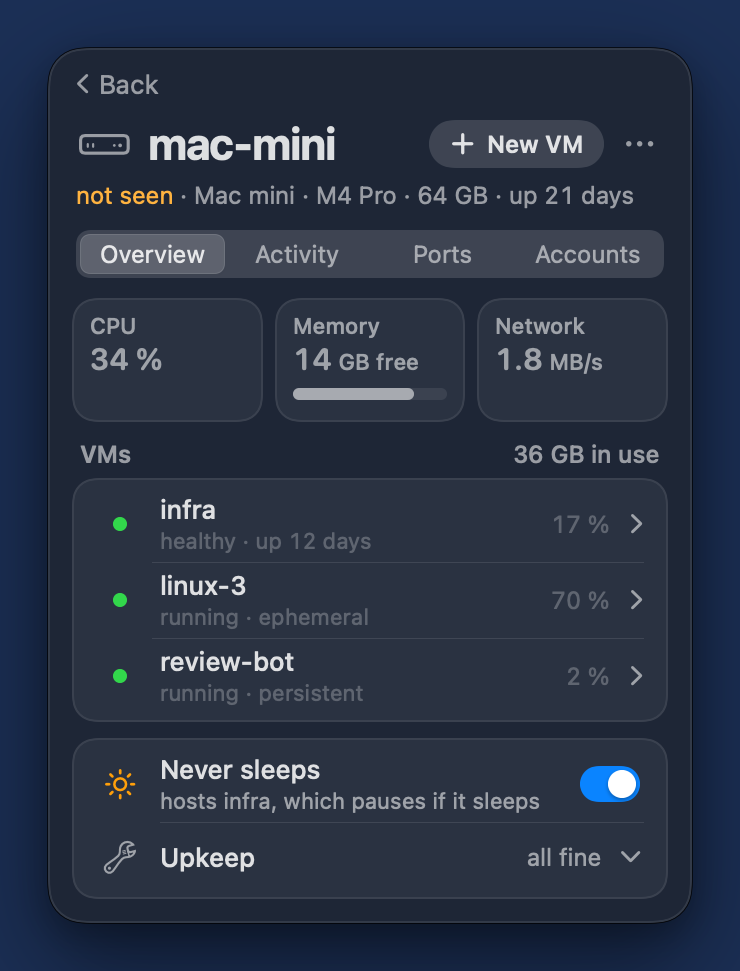 Back
mac-mini
New VM
not seen · Mac mini · M4 Pro · 64 GB · up 21 days
Overview Activity Ports Accounts
CPU
34 %
Memory
14 GB free
Network
1.8 MB/s
VMs 36 GB in use
infra
healthy · up 12 days
17 %
linux-3
running · ephemeral
70 %
review-bot
running · persistent
2 %
Never sleeps
hosts infra, which pauses if it sleeps
Upkeep all fine